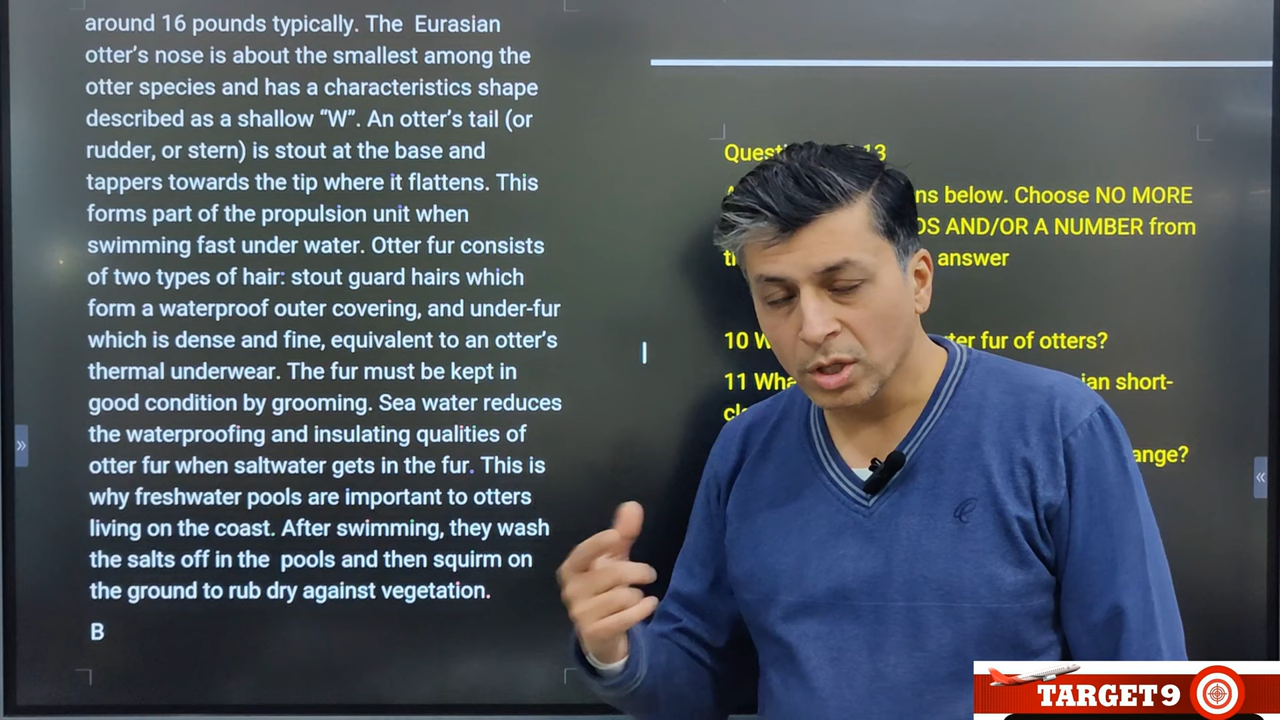 around 16 pounds typically. The Eurasian
otter's nose is about the smallest among the
otter species and has a characteristics shape
described as a shallow “W”. An otter's tail (or
rudder, or stern) is stout at the base and
tappers towards the tip where it flattens. This
forms part of the propulsion unit when
swimming fast under water. Otter fur consists
of two types of hair: stout guard hairs which
form a waterproof outer covering, and under-fur
which is dense and fine, equivalent to an otter's
thermal underwear. The fur must be kept in
good condition by grooming. Sea water reduces
the waterproofing and insulating qualities of
otter fur when saltwater gets in the fur. This is
why freshwater pools are important to otters
living on the coast. After swimming, they wash
the salts off in the pools and then squirm on
the ground to rub dry against vegetation.
B
13
below. Choose NO MORE
AND/OR A NUMBER from
answer
10 fur of otters?
11 short-
TARGET9